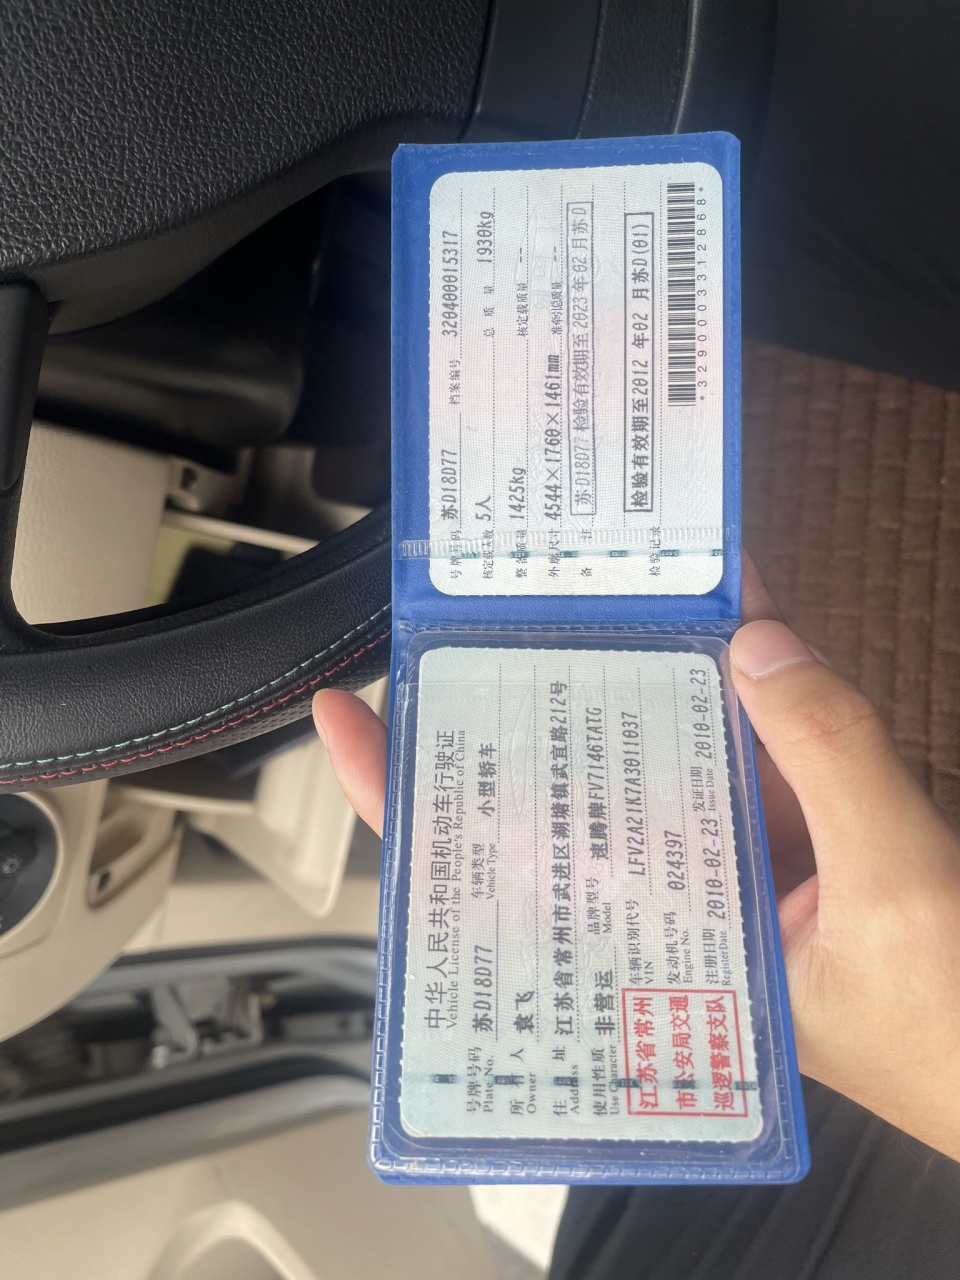 中华人民共和国机动车行驶证
Vehicle License of the People's Republic of China
号牌号码 苏D18D77 车辆类型 小型轿车
Plate No. Vehicle Type
所有人 袁飞
Owner
住址 江苏省常州市武进区湖塘镇武宜路212号
Address
使用性质 非营运 品牌型号 速腾牌FV7146TATG
Use Character Model
江苏省常州
市公安局交通
巡逻警察支队
车辆识别代号 LFV2A21K7A3011037
VIN
发动机号码 024397
Engine No.
注册日期 2010-02-23 发证日期 2010-02-23
Register Date Issue Date
号牌号码 苏D18D77 档案编号 320400015317
核定载人数 5人 总质量 1930kg
整备质量 1425kg 核定载质量 --
外廓尺寸 4544×1760×1461mm 准牵引总质量 --
备注 苏D18D77 检验有效期至2023年02月苏D
检验记录 检验有效期至2012 年02 月苏D(01)
*3290003312868*